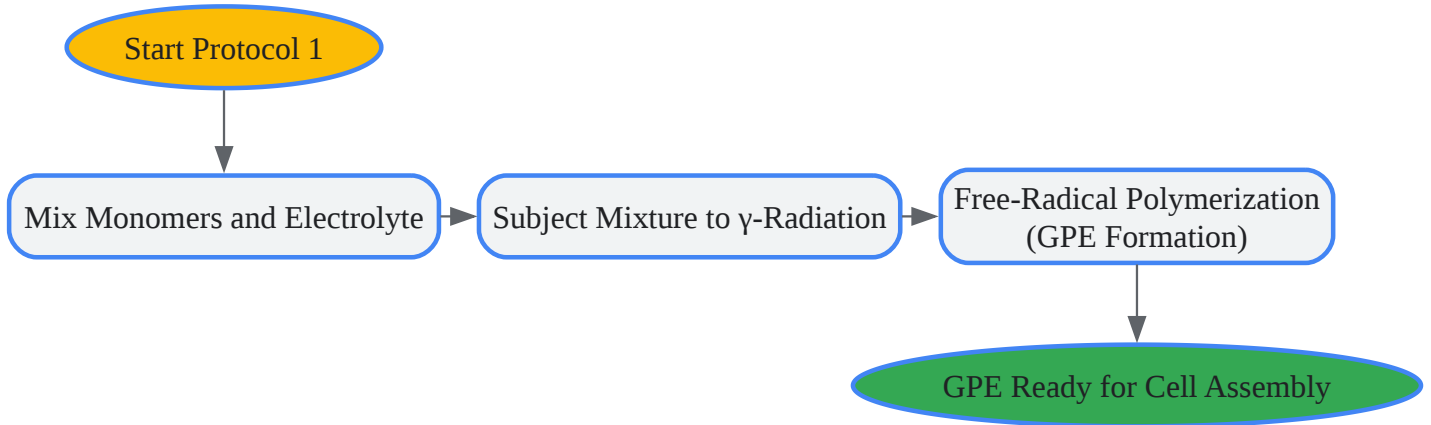 Start Protocol 1
Mix Monomers and Electrolyte
Subject Mixture to γ-Radiation
Free-Radical Polymerization
(GPE Formation)
GPE Ready for Cell Assembly